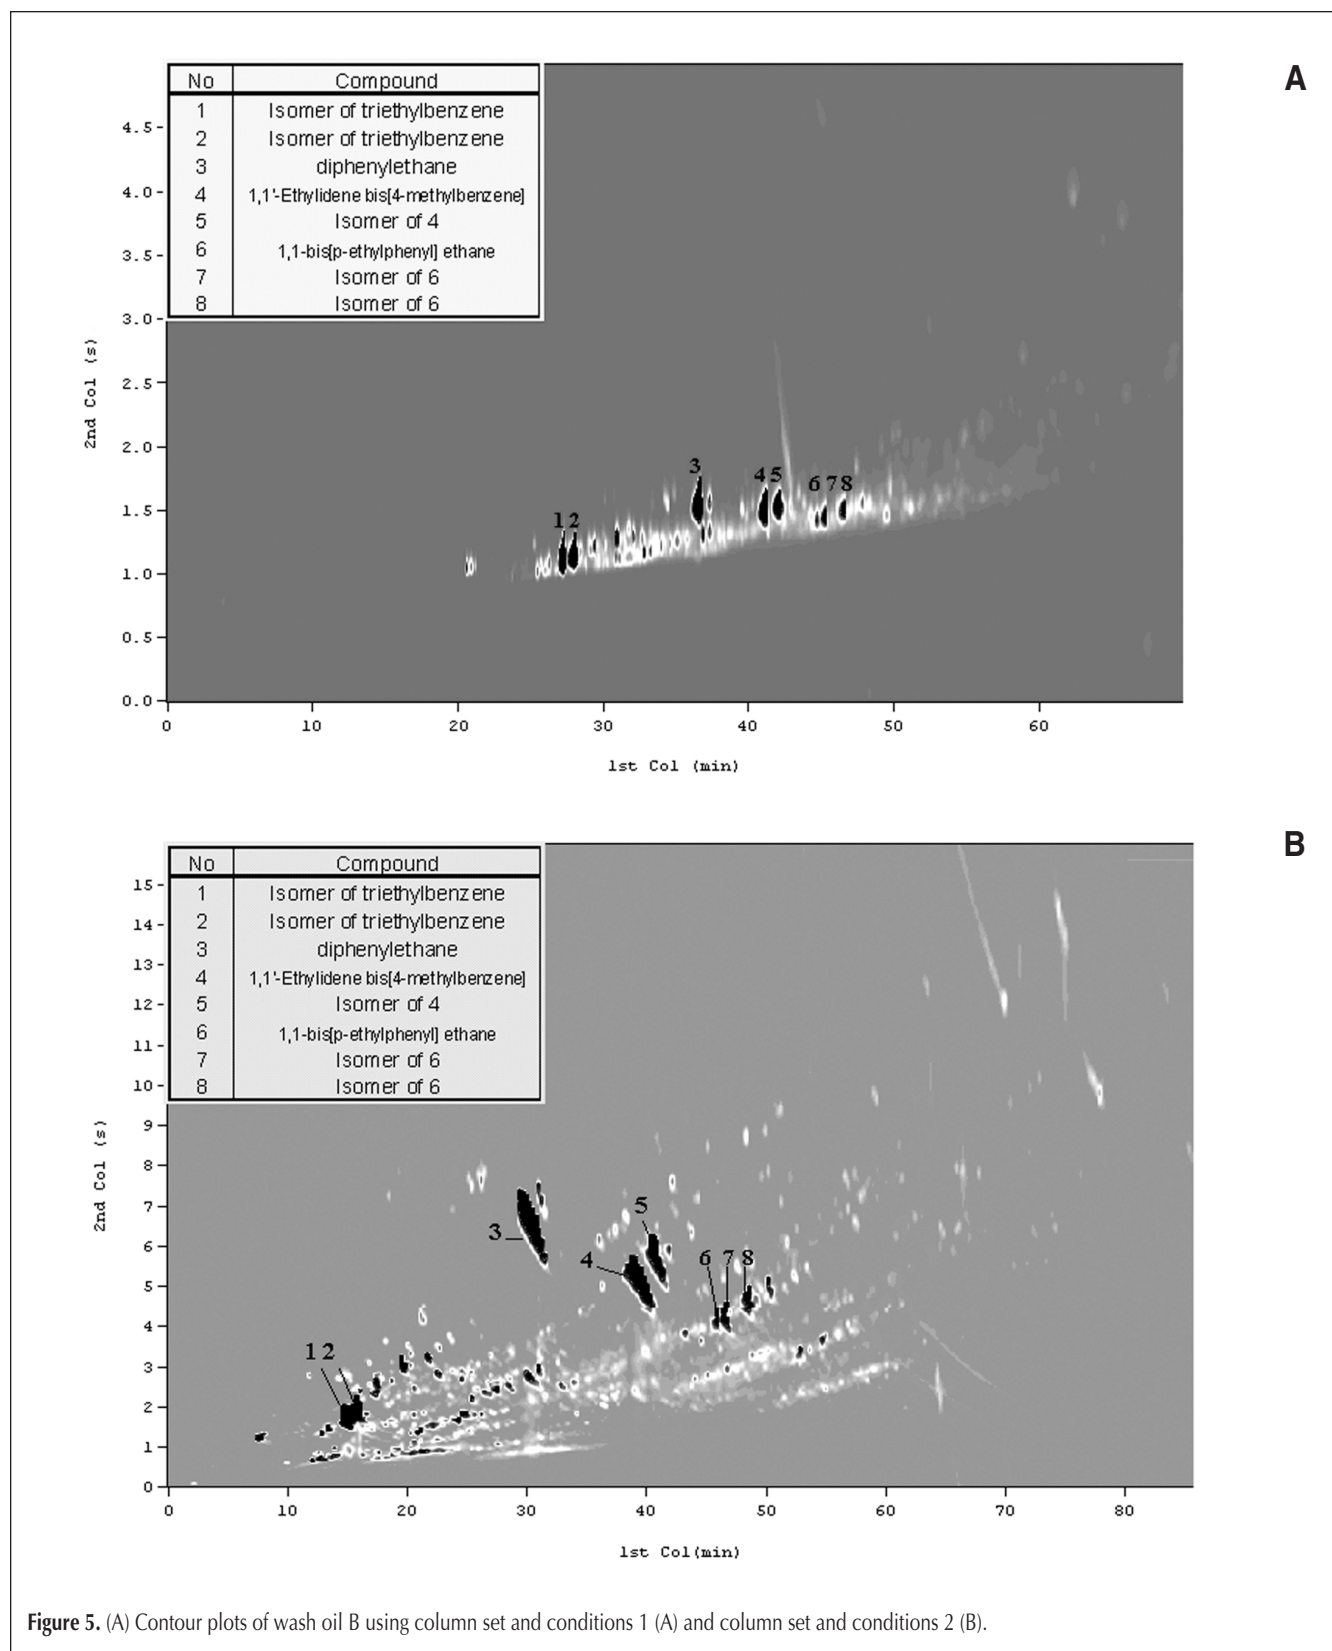 A
No Compound
1 Isomer of triethylbenzene
2 Isomer of triethylbenzene
3 diphenylethane
4 1,1'-Ethylidene bis[4-methylbenzene]
5 Isomer of 4
6 1,1-bis[p-ethylphenyl] ethane
7 Isomer of 6
8 Isomer of 6
4.5
4.0
3.5
3.0
2.5
2.0
1.5
1.0
0.5
0.0
2nd Col (s)
1 2
3
4 5
6 7 8
0 10 20 30 40 50 60
1st Col (min)
B
No Compound
1 Isomer of triethylbenzene
2 Isomer of triethylbenzene
3 diphenylethane
4 1,1'-Ethylidene bis[4-methylbenzene]
5 Isomer of 4
6 1,1-bis[p-ethylphenyl] ethane
7 Isomer of 6
8 Isomer of 6
15
14
13
12
11
10
9
8
7
6
5
4
3
2
1
0
2nd Col (s)
1 2
3
4
5
6 7 8
0 10 20 30 40 50 60 70 80
1st Col(min)
Figure 5. (A) Contour plots of wash oil B using column set and conditions 1 (A) and column set and conditions 2 (B).